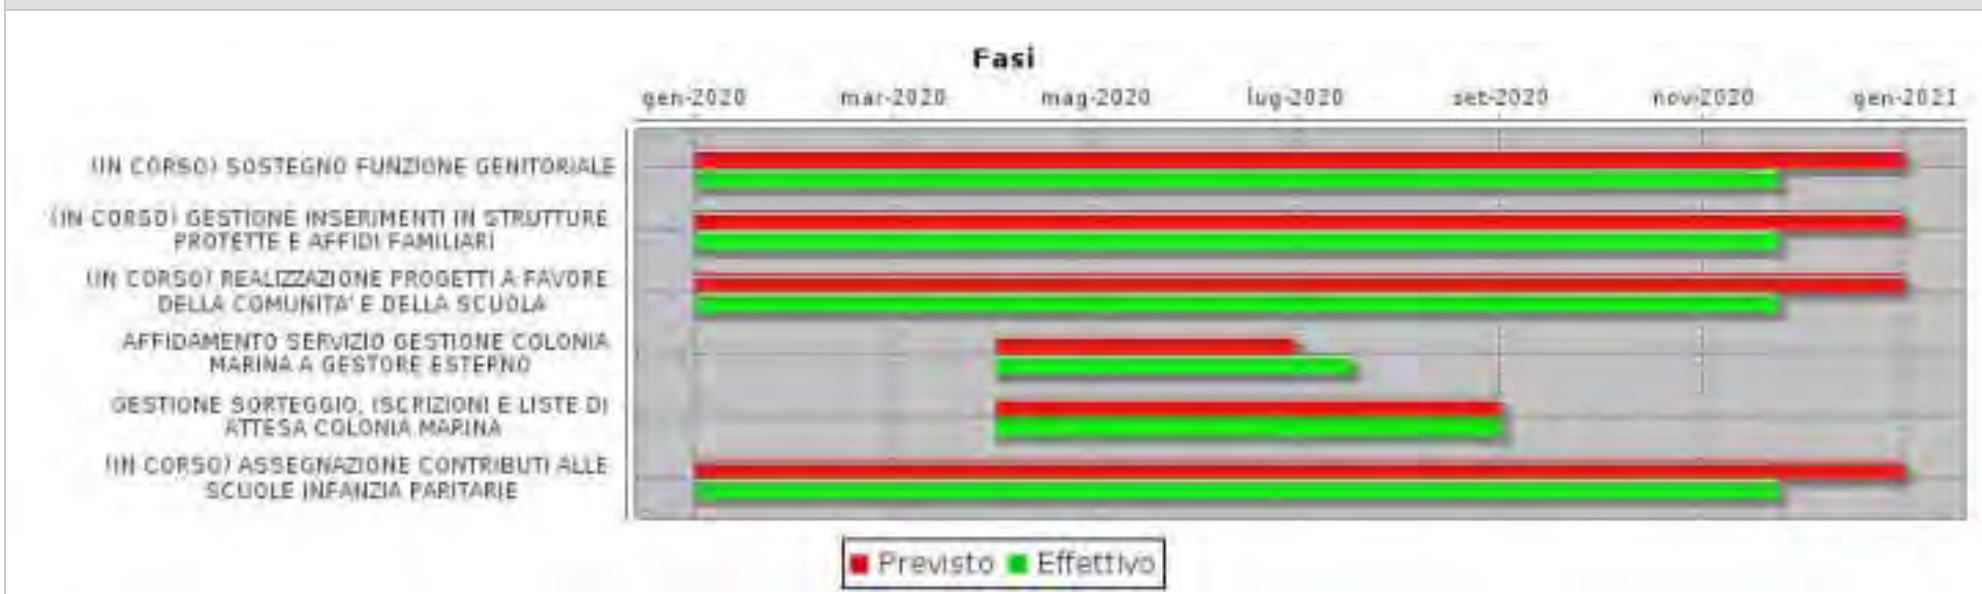 Fasi
gen-2020 mar-2020 mag-2020 lug-2020 set-2020 nov-2020 gen-2021
(IN CORSO) SOSTEGNO FUNZIONE GENITORIALE
(IN CORSO) GESTIONE INSERIMENTI IN STRUTTURE
PROTETTE E AFFIDI FAMILIARI
(IN CORSO) REALIZZAZIONE PROGETTI A FAVORE
DELLA COMUNITA' E DELLA SCUOLA
AFFIDAMENTO SERVIZIO GESTIONE COLONIA
MARINA A GESTORE ESTERNO
GESTIONE SORTEGGIO, ISCRIZIONI E LISTE DI
ATTESA COLONIA MARINA
(IN CORSO) ASSEGNAZIONE CONTRIBUTI ALLE
SCUOLE INFANZIA PARITARIE
Previsto Effettivo